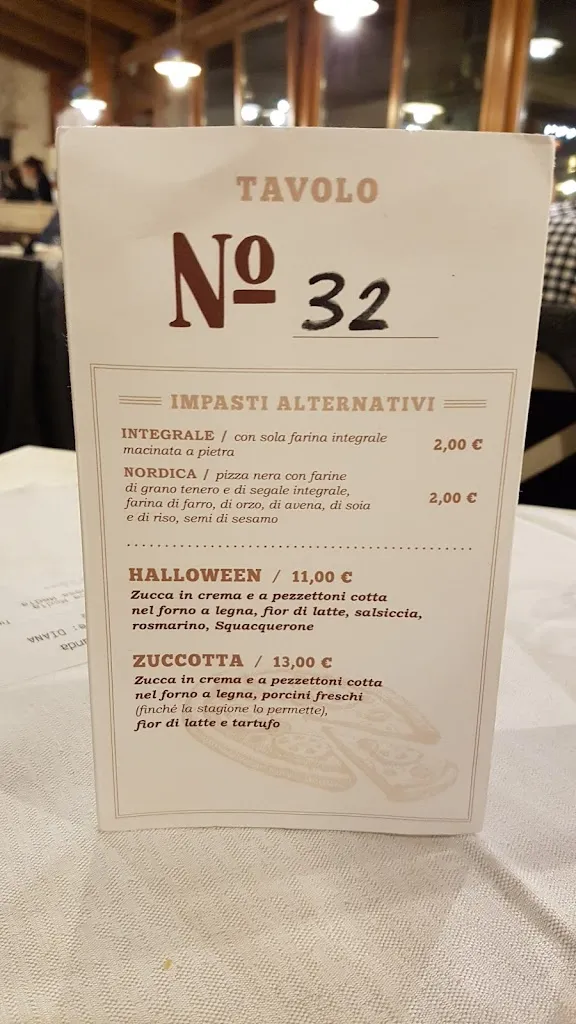 TAVOLO
Nº 32
IMPASTI ALTERNATIVI
INTEGRALE / con sola farina integrale
macinata a pietra 2,00 €
NORDICA / pizza nera con farine
di grano tenero e di segale integrale,
farina di farro, di orzo, di avena, di soia 2,00 €
e di riso, semi di sesamo
HALLOWEEN / 11,00 €
Zucca in crema e a pezzettoni cotta
nel forno a legna, fior di latte, salsiccia,
rosmarino, Squacquerone
ZUCCOTTA / 13,00 €
Zucca in crema e a pezzettoni cotta
nel forno a legna, porcini freschi
(finché la stagione lo permette),
fior di latte e tartufo
DIANA